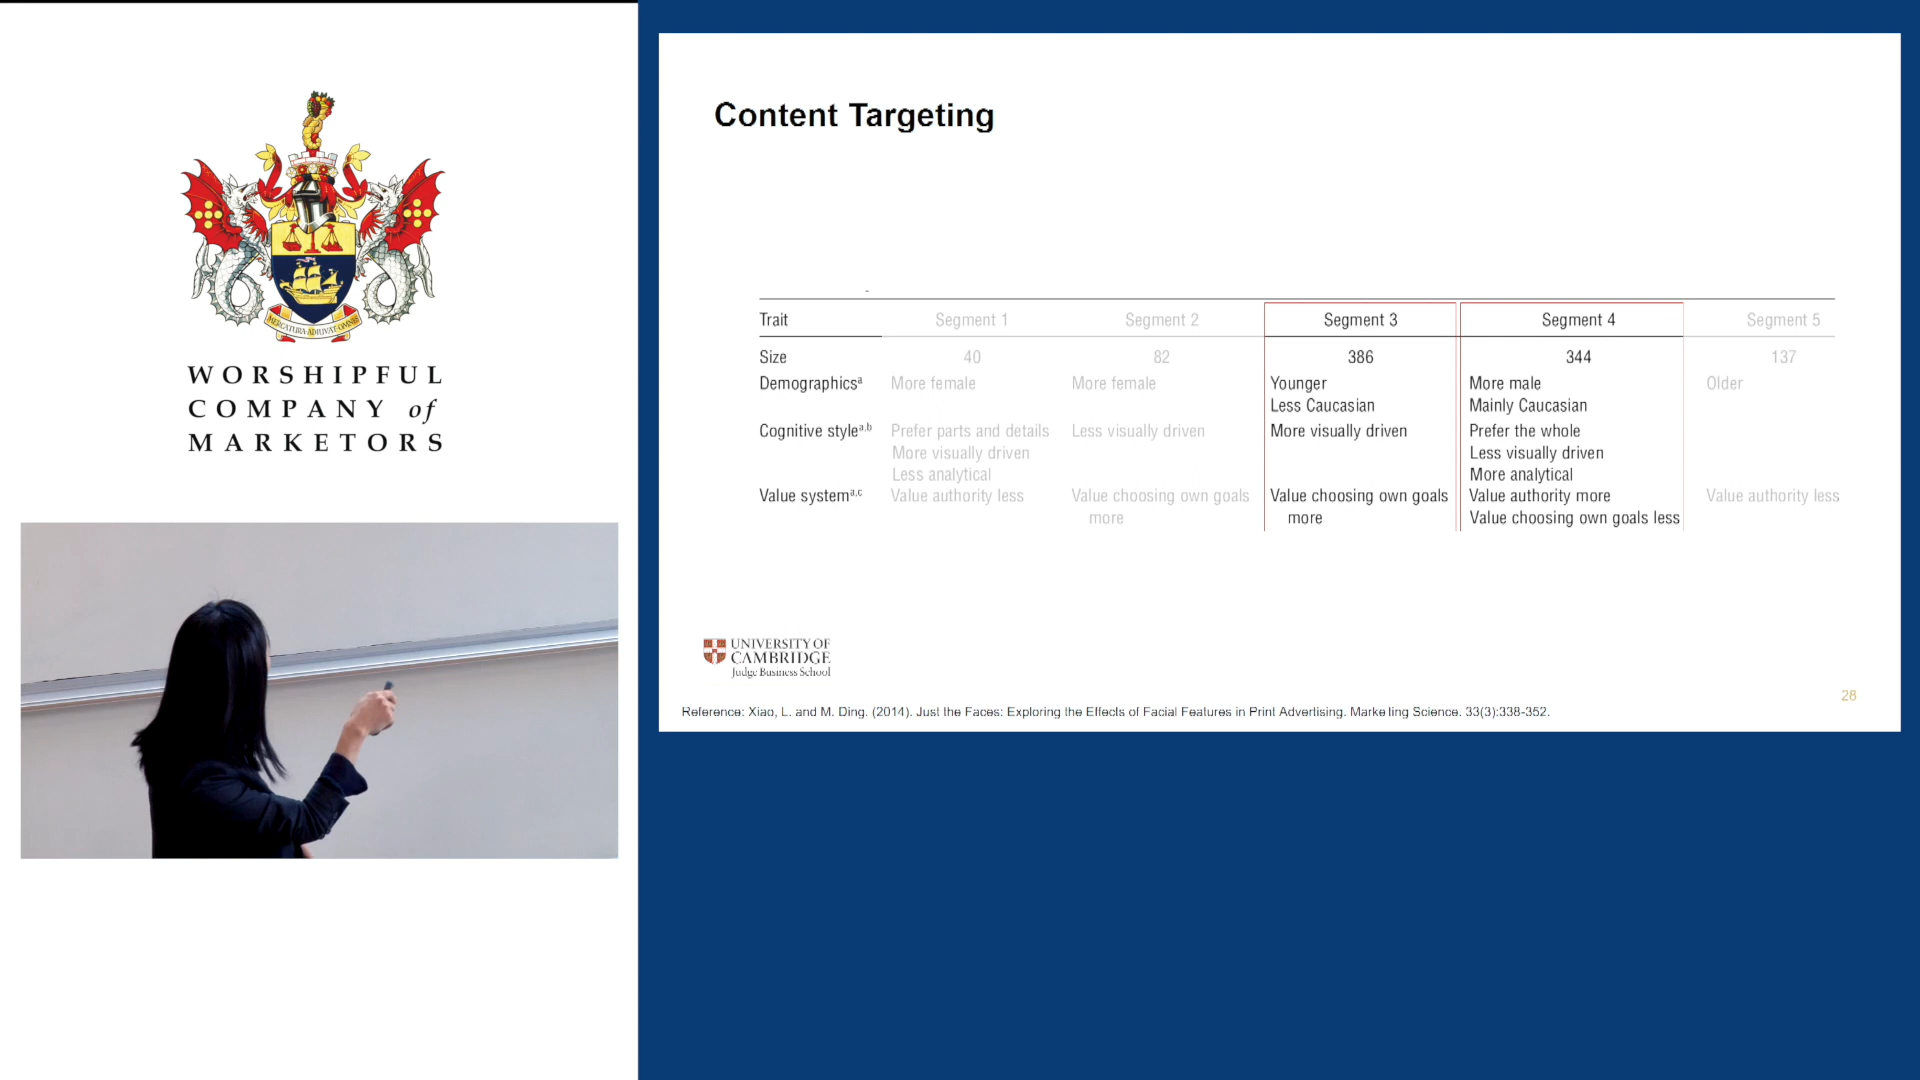 WORSHIPFUL
COMPANY of
MARKETORS
Content Targeting
Trait Segment 1 Segment 2 Segment 3 Segment 4 Segment 5
Size 40 82 386 344 137
Demographicsᵃ More female More female Younger More male Older
Less Caucasian Mainly Caucasian
Cognitive styleᵃ,ᵇ Prefer parts and details Less visually driven More visually driven Prefer the whole
More visually driven Less visually driven
Less analytical More analytical
Value systemᵃ,ᶜ Value authority less Value choosing own goals Value choosing own goals Value authority more Value authority less
more more Value choosing own goals less
UNIVERSITY OF
CAMBRIDGE
Judge Business School
28
Reference: Xiao, L. and M. Ding. (2014). Just the Faces: Exploring the Effects of Facial Features in Print Advertising. Marketing Science. 33(3):338-352.